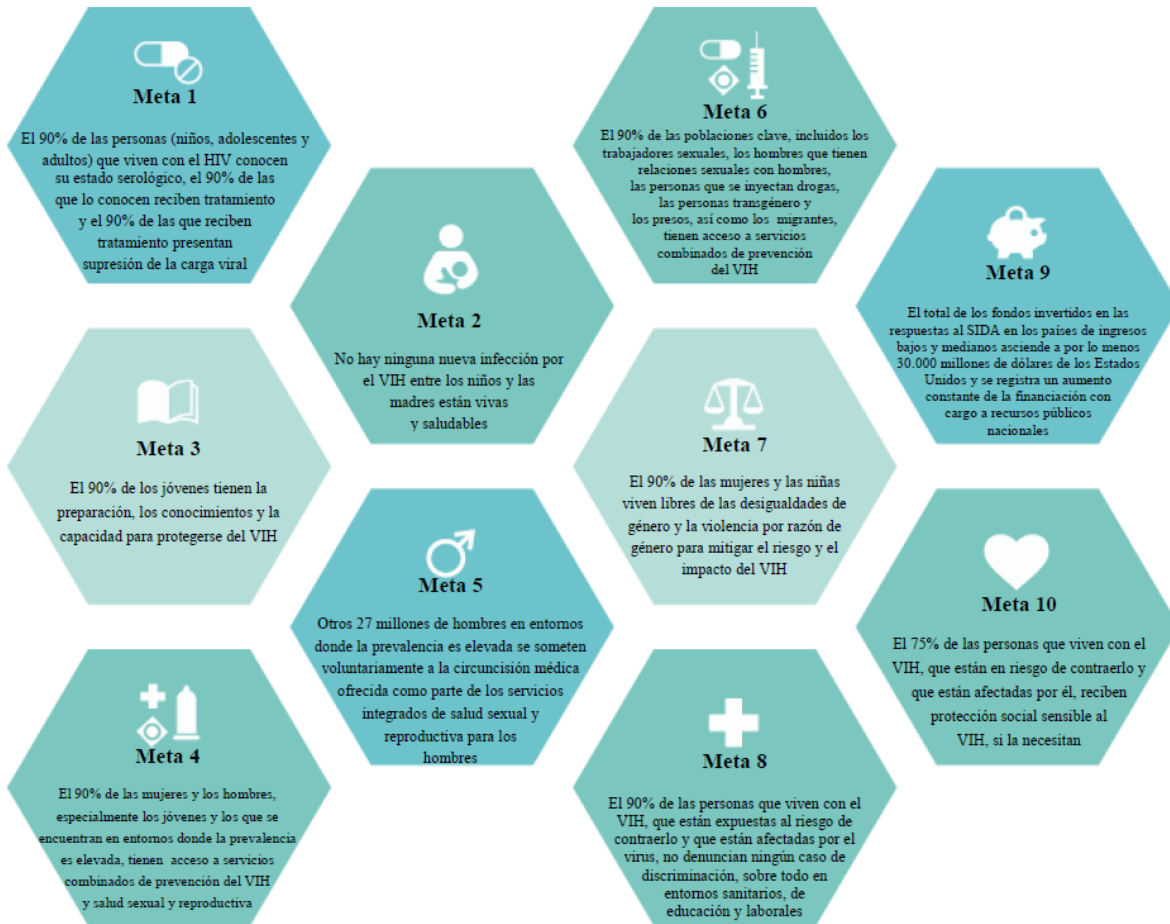 Meta 1
El 90% de las personas (niños, adolescentes y
adultos) que viven con el HIV conocen
su estado serológico, el 90% de las
que lo conocen reciben tratamiento
y el 90% de las que reciben
tratamiento presentan
supresión de la carga viral
Meta 2
No hay ninguna nueva infección por
el VIH entre los niños y las
madres están vivas
y saludables
Meta 3
El 90% de los jóvenes tienen la
preparación, los conocimientos y la
capacidad para protegerse del VIH
Meta 4
El 90% de las mujeres y los hombres,
especialmente los jóvenes y los que se
encuentran en entornos donde la prevalencia
es elevada, tienen acceso a servicios
combinados de prevención del VIH
y salud sexual y reproductiva
Meta 5
Otros 27 millones de hombres en entornos
donde la prevalencia es elevada se someten
voluntariamente a la circuncisión médica
ofrecida como parte de los servicios
integrados de salud sexual y
reproductiva para los
hombres
Meta 6
El 90% de las poblaciones clave, incluidos los
trabajadores sexuales, los hombres que tienen
relaciones sexuales con hombres,
las personas que se inyectan drogas,
las personas transgénero y
los presos, así como los migrantes,
tienen acceso a servicios
combinados de prevención
del VIH
Meta 7
El 90% de las mujeres y las niñas
viven libres de las desigualdades de
género y la violencia por razón de
género para mitigar el riesgo y el
impacto del VIH
Meta 8
El 90% de las personas que viven con el
VIH, que están expuestas al riesgo de
contraerlo y que están afectadas por el
virus, no denuncian ningún caso de
discriminación, sobre todo en
entornos sanitarios, de
educación y laborales
Meta 9
El total de los fondos invertidos en las
respuestas al SIDA en los países de ingresos
bajos y medianos asciende a por lo menos
30.000 millones de dólares de los Estados
Unidos y se registra un aumento
constante de la financiación con
cargo a recursos públicos
nacionales
Meta 10
El 75% de las personas que viven con el
VIH, que están en riesgo de contraerlo y
que están afectadas por él, reciben
protección social sensible al
VIH, si la necesitan